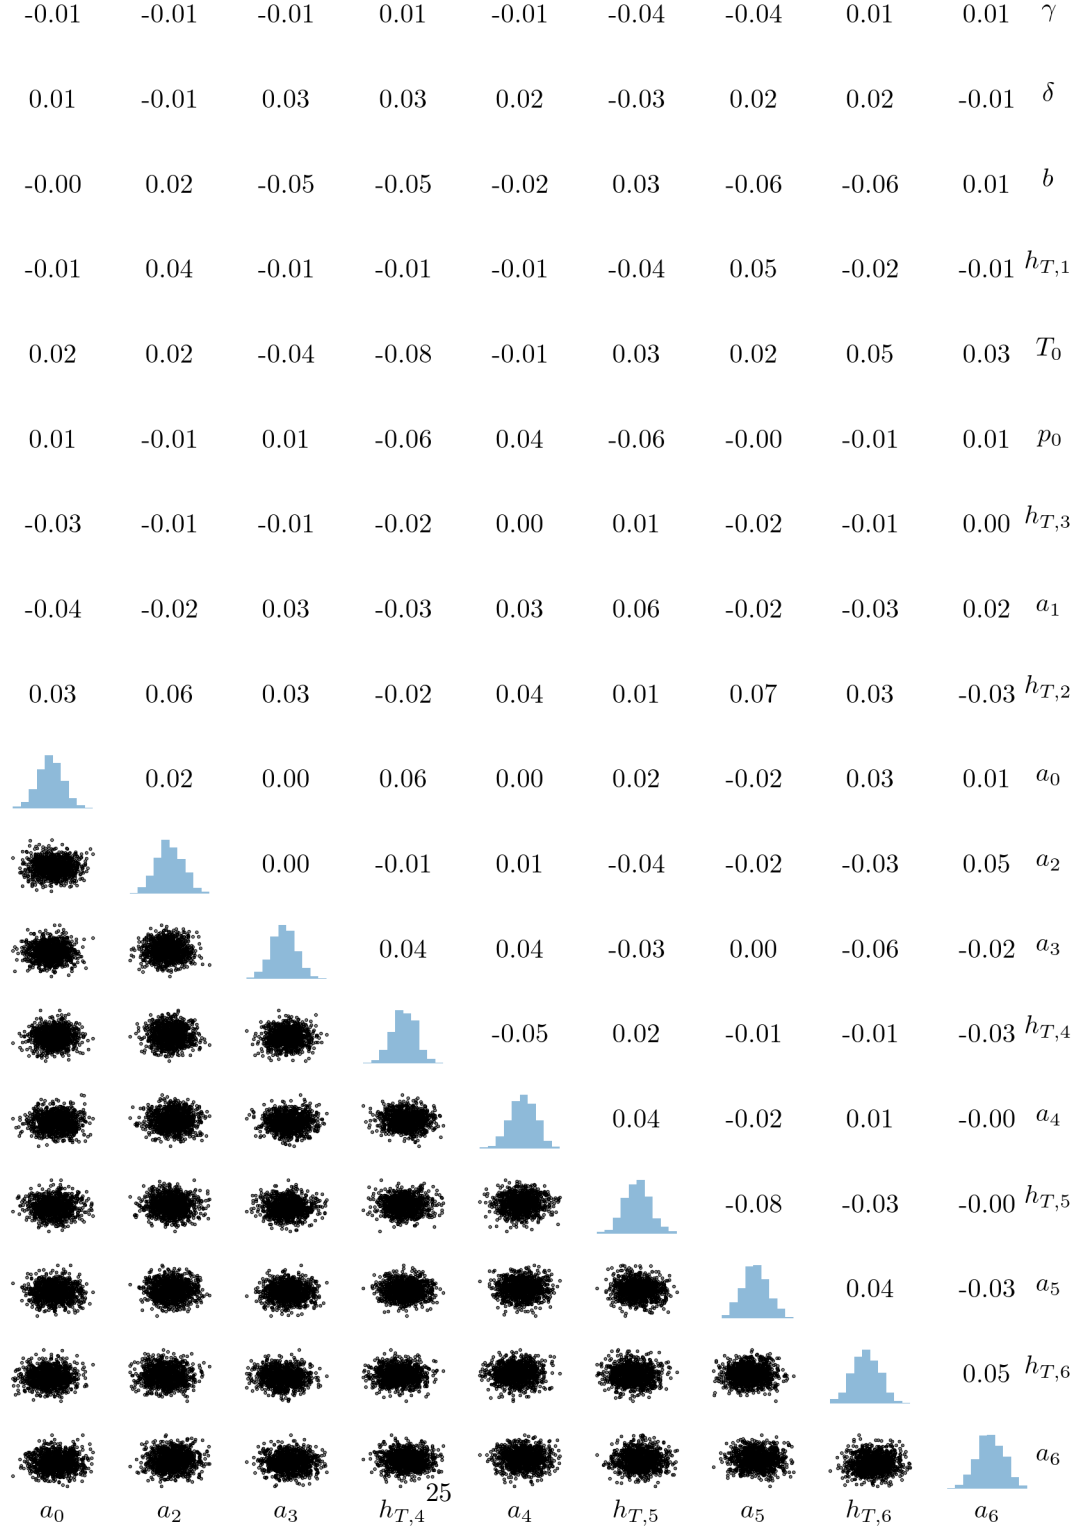 -0.01 -0.01 -0.01 0.01 -0.01 -0.04 -0.04 0.01 0.01 γ
0.01 -0.01 0.03 0.03 0.02 -0.03 0.02 0.02 -0.01 δ
-0.00 0.02 -0.05 -0.05 -0.02 0.03 -0.06 -0.06 0.01 b
-0.01 0.04 -0.01 -0.01 -0.01 -0.04 0.05 -0.02 -0.01 h_{T,1}
0.02 0.02 -0.04 -0.08 -0.01 0.03 0.02 0.05 0.03 T_0
0.01 -0.01 0.01 -0.06 0.04 -0.06 -0.00 -0.01 0.01 p_0
-0.03 -0.01 -0.01 -0.02 0.00 0.01 -0.02 -0.01 0.00 h_{T,3}
-0.04 -0.02 0.03 -0.03 0.03 0.06 -0.02 -0.03 0.02 a_1
0.03 0.06 0.03 -0.02 0.04 0.01 0.07 0.03 -0.03 h_{T,2}
0.02 0.00 0.06 0.00 0.02 -0.02 0.03 0.01 a_0
0.00 -0.01 0.01 -0.04 -0.02 -0.03 0.05 a_2
0.04 0.04 -0.03 0.00 -0.06 -0.02 a_3
-0.05 0.02 -0.01 -0.01 -0.03 h_{T,4}
0.04 -0.02 0.01 -0.00 a_4
-0.08 -0.03 -0.00 h_{T,5}
0.04 -0.03 a_5
0.05 h_{T,6}
a_6
25
a_0 a_2 a_3 h_{T,4} a_4 h_{T,5} a_5 h_{T,6} a_6